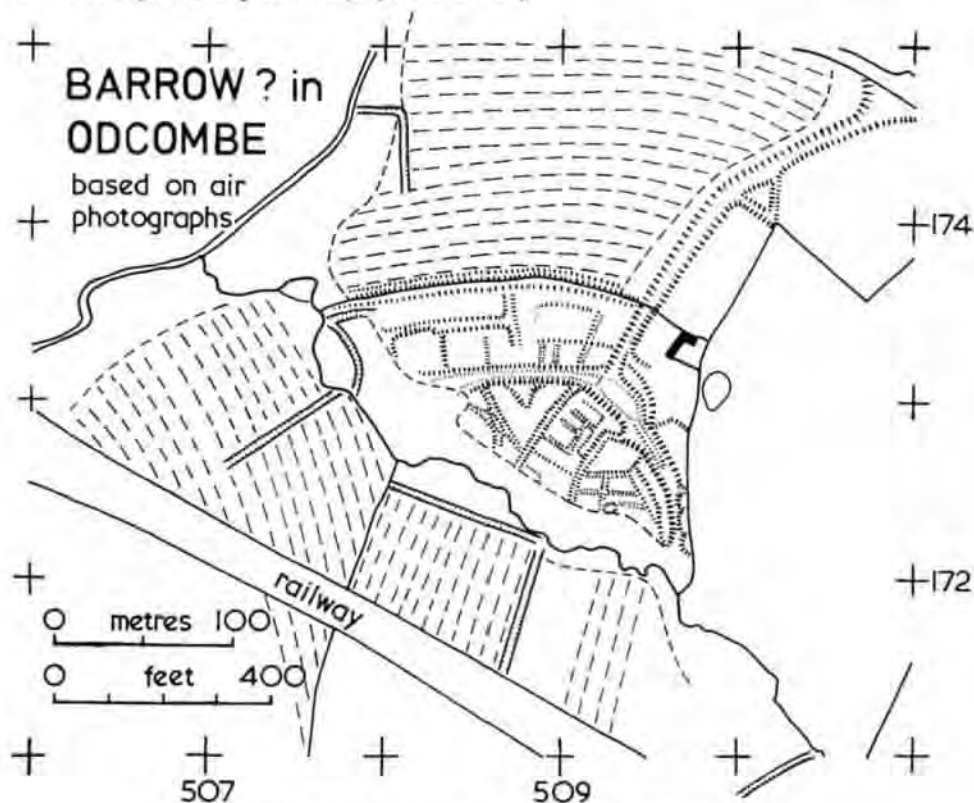 BARROW ? in
ODCOMBE
based on air
photographs
174
172
railway
0 metres 100
0 feet 400
507
509